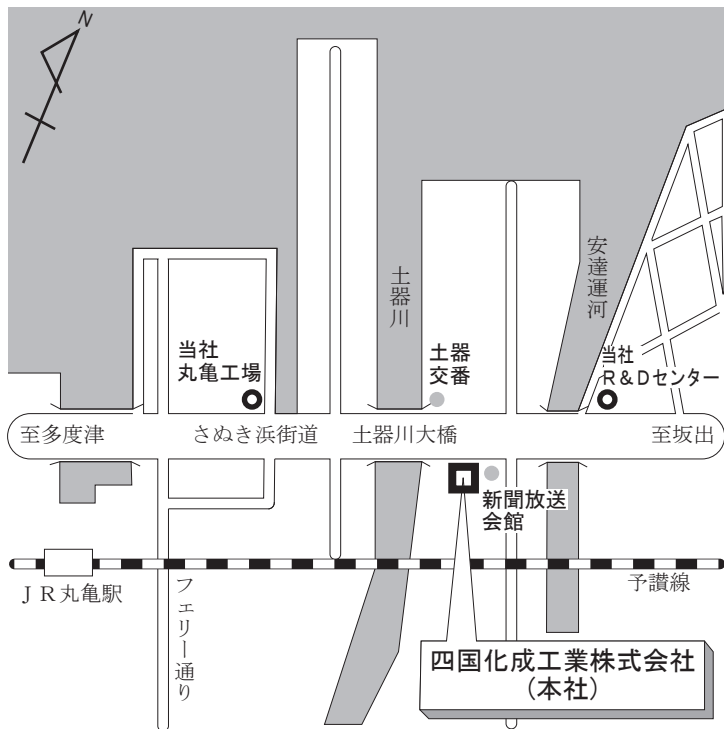 N
土器川
安達運河
当社
丸亀工場
土器
交番
当社
R&Dセンター
至多度津
さぬき浜街道
土器川大橋
至坂出
新聞放送
会館
JR丸亀駅
フェリー通り
予讃線
四国化成工業株式会社
(本社)